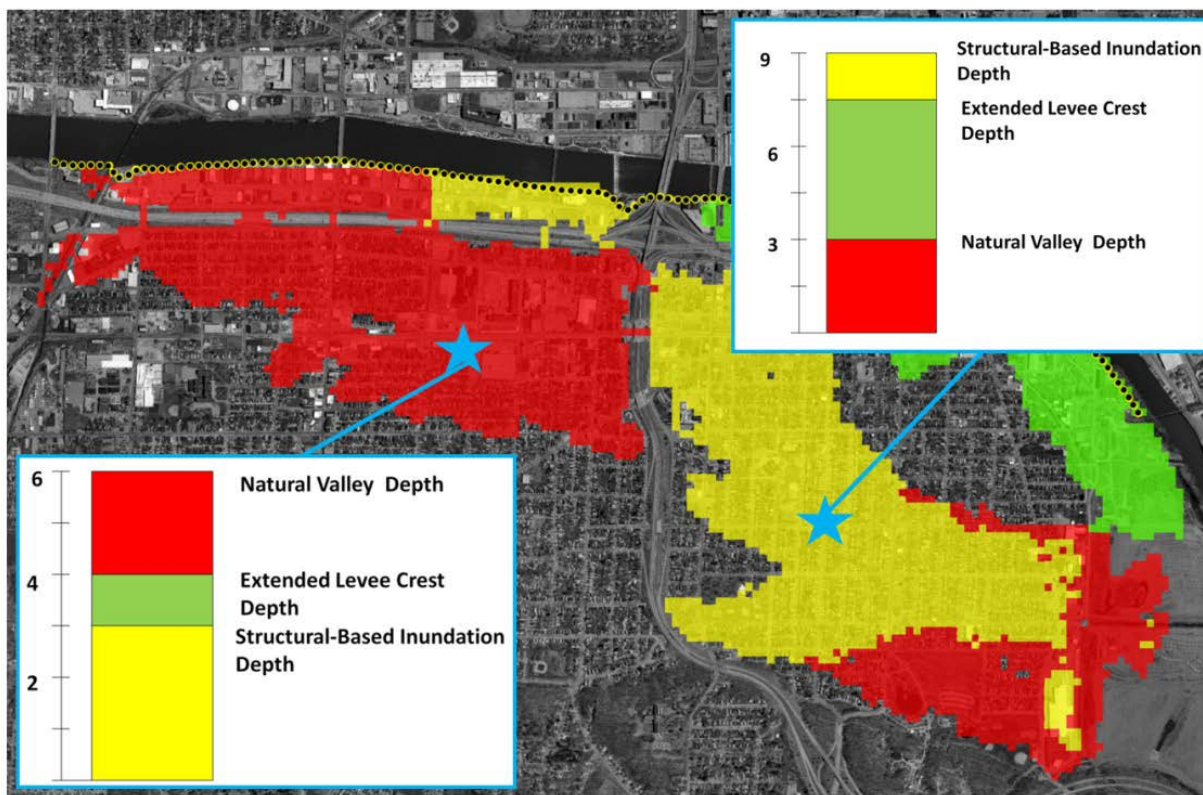 9
Structural-Based Inundation
Depth
Extended Levee Crest
Depth
6
3
Natural Valley Depth
6
Natural Valley Depth
4
Extended Levee Crest
Depth
Structural-Based Inundation
Depth
2